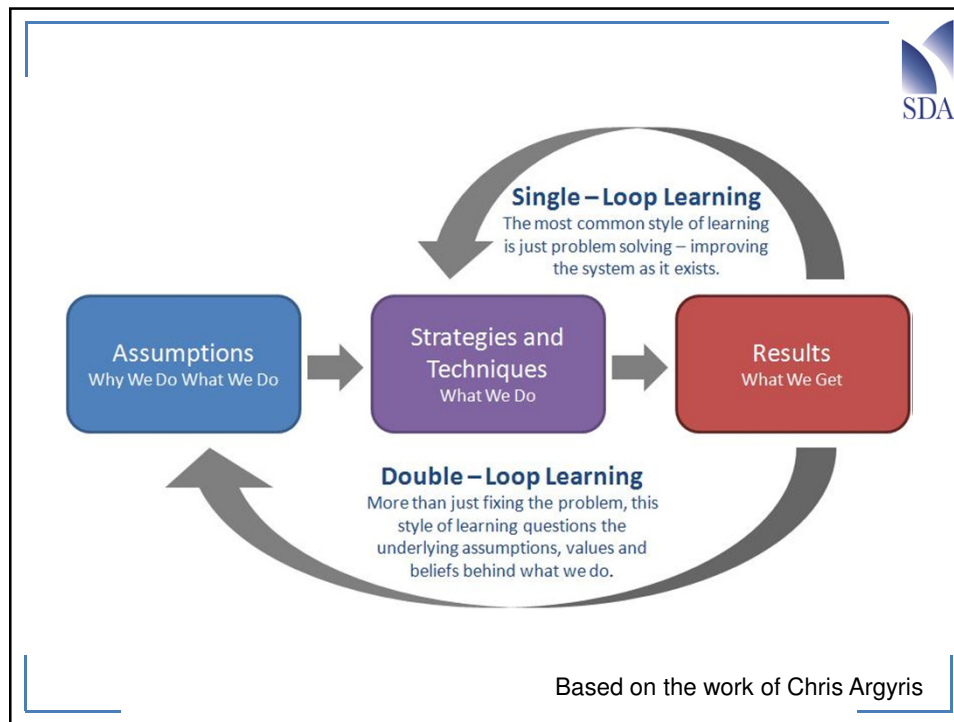 SDA
Single – Loop Learning
The most common style of learning
is just problem solving – improving
the system as it exists.
Assumptions
Why We Do What We Do
Strategies and
Techniques
What We Do
Results
What We Get
Double – Loop Learning
More than just fixing the problem, this
style of learning questions the
underlying assumptions, values and
beliefs behind what we do.
Based on the work of Chris Argyris